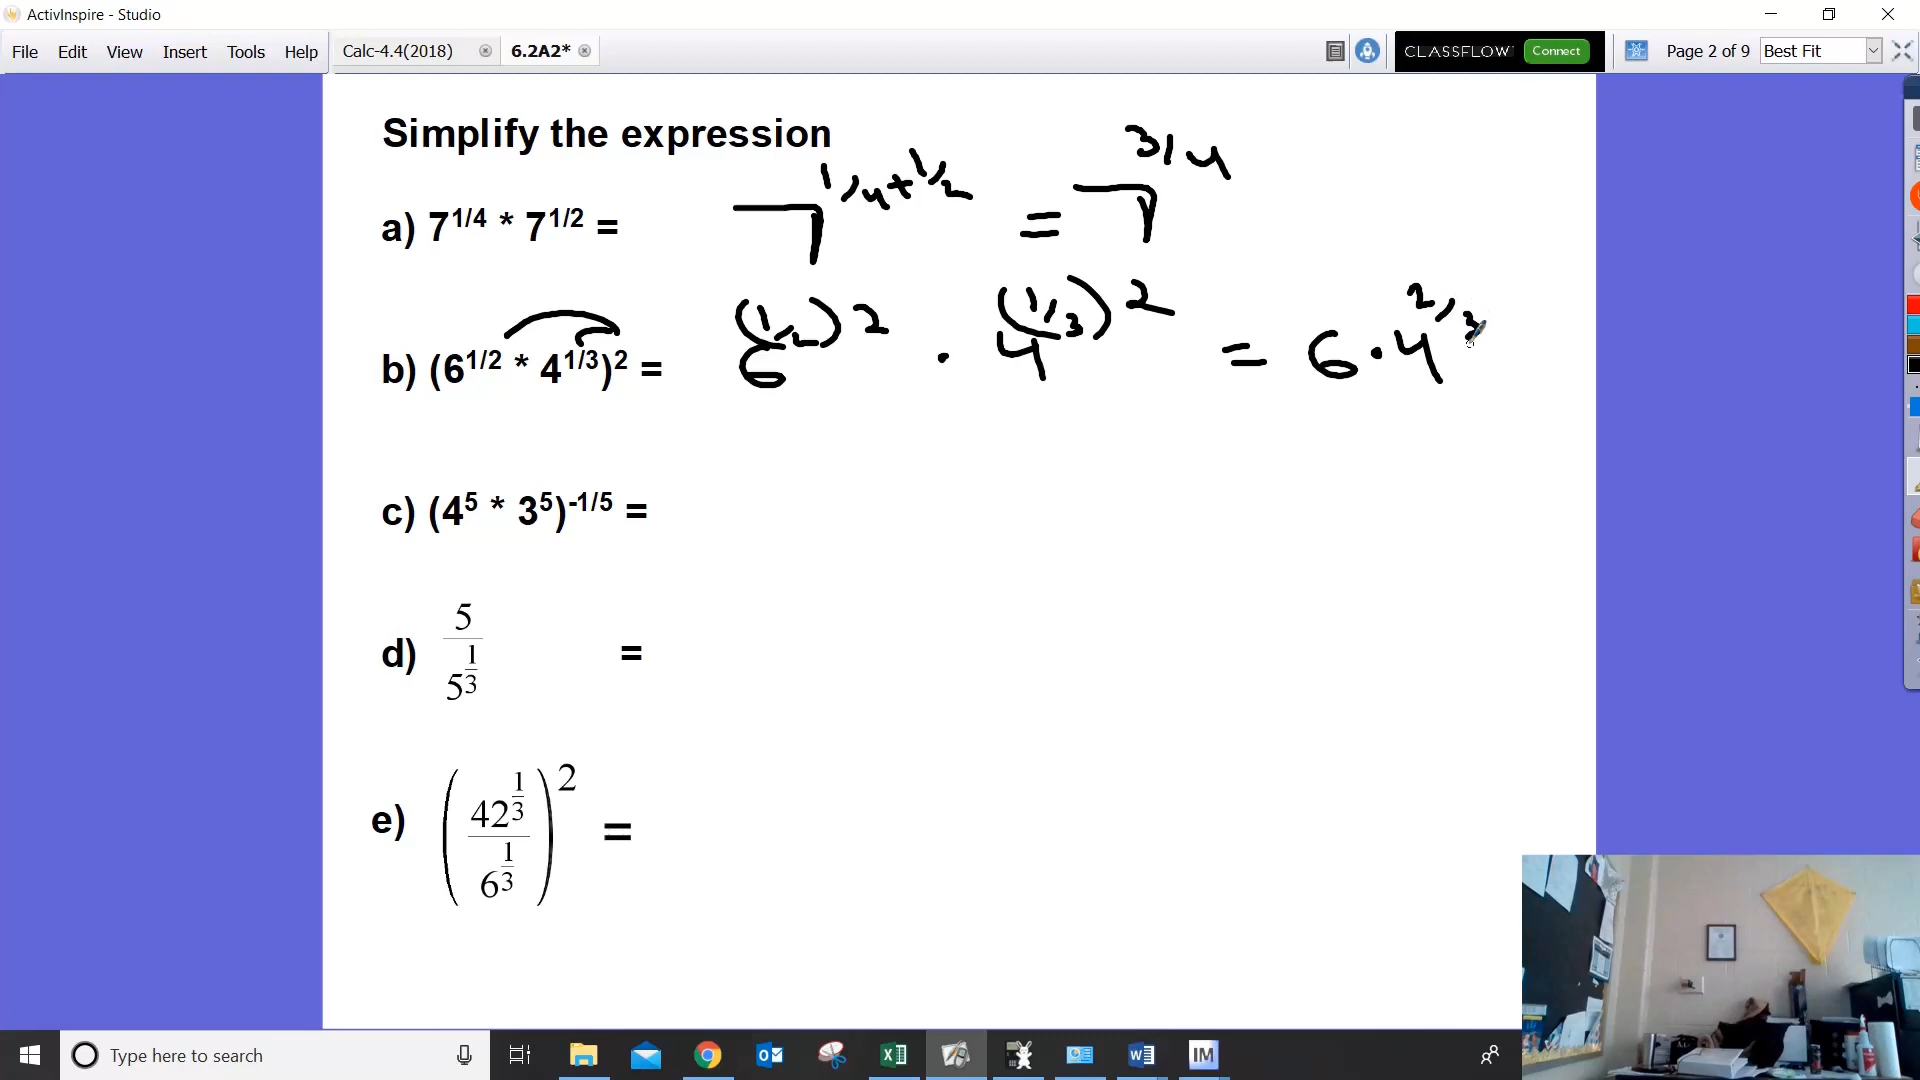 ActivInspire - Studio
File Edit View Insert Tools Help Calc-4.4(2018) 6.2A2* CLASSFLOW Connect Page 2 of 9 Best Fit
Simplify the expression
a) 7^1/4 * 7^1/2 = 7^1/4+1/2 = 7^3/4
b) (6^1/2 * 4^1/3)^2 = 6^(1/2)2 · 4^(1/3)2 = 6·4^2/3
c) (4^5 * 3^5)^-1/5 =
d) 5/5^1/3 =
e) (42^1/3/6^1/3)^2 =
Type here to search